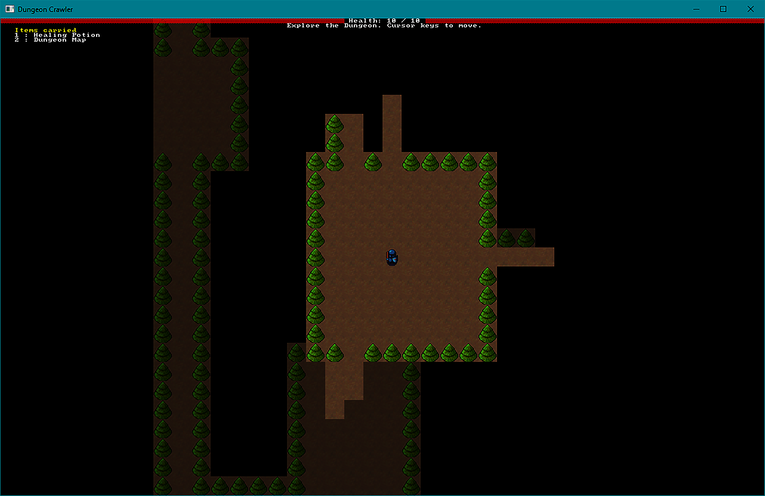 Dungeon Crawler
Health: 10 / 10
Explore the Dungeon. Cursor keys to move.
Items carried
1 : Healing Potion
2 : Dungeon Map